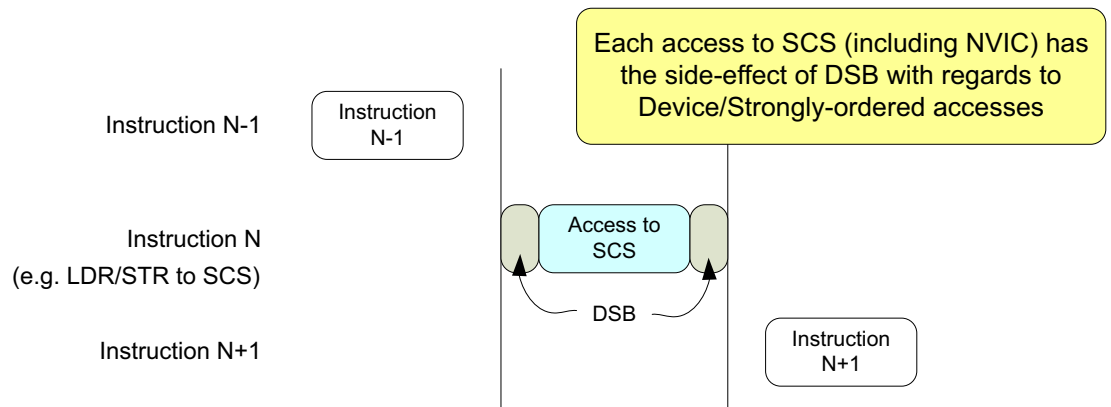 Each access to SCS (including NVIC) has
the side-effect of DSB with regards to
Device/Strongly-ordered accesses
Instruction N-1
Instruction
N-1
Instruction N
(e.g. LDR/STR to SCS)
Access to
SCS
DSB
Instruction N+1
Instruction
N+1